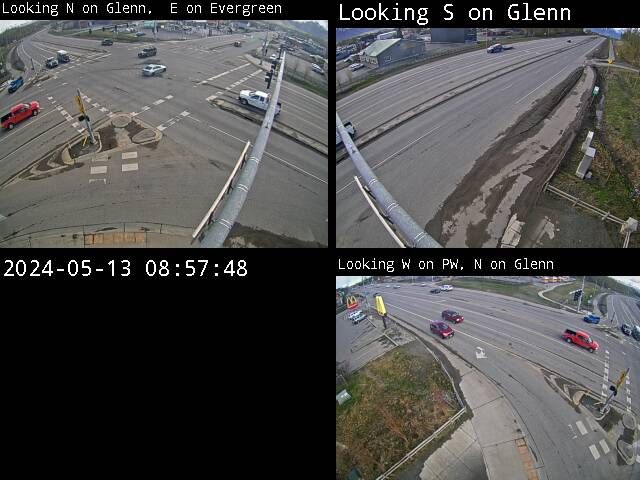 Looking N on Glenn, E on Evergreen
Looking S on Glenn
2024-05-13 08:57:48
Looking W on PW, N on Glenn